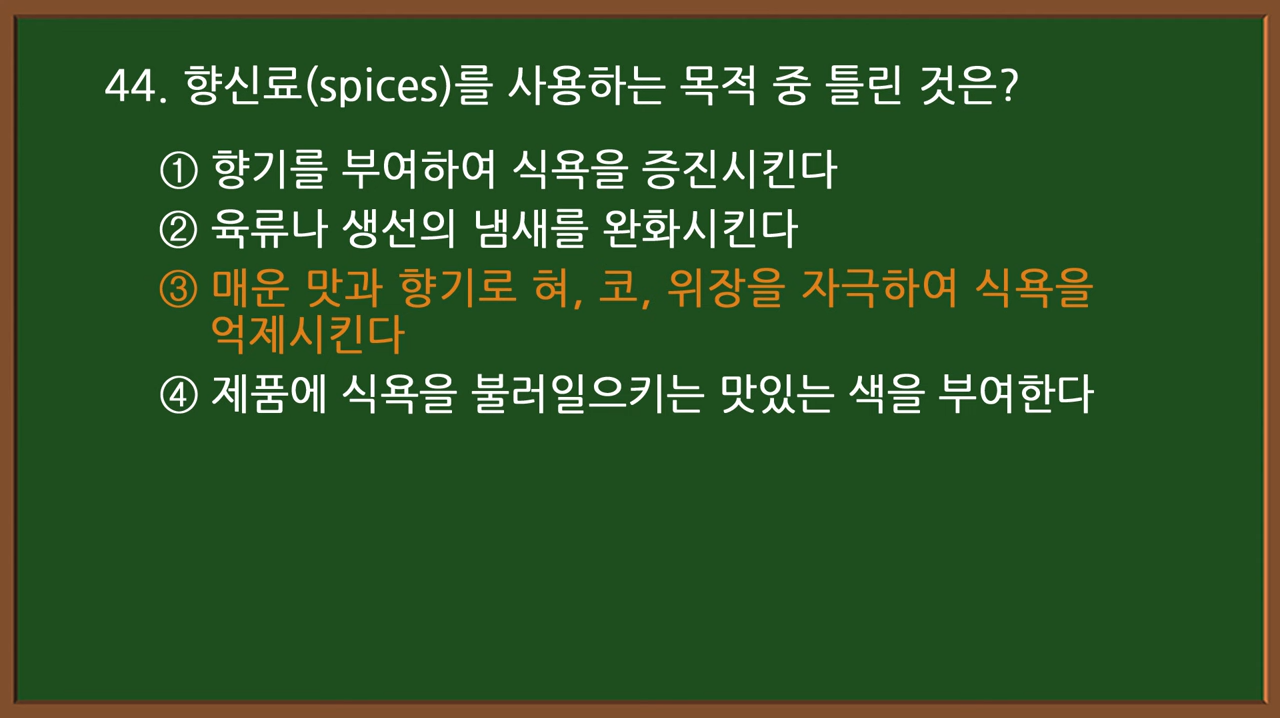 44. 향신료(spices)를 사용하는 목적 중 틀린 것은?
① 향기를 부여하여 식욕을 증진시킨다
② 육류나 생선의 냄새를 완화시킨다
③ 매운 맛과 향기로 혀, 코, 위장을 자극하여 식욕을
억제시킨다
④ 제품에 식욕을 불러일으키는 맛있는 색을 부여한다